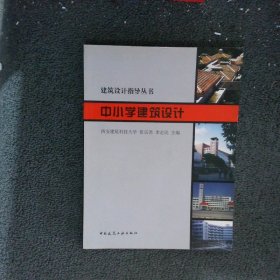 建筑设计指导丛书
中小学建筑设计
西安建筑科技大学 张宗尧 李志民 主编
中国建筑工业出版社